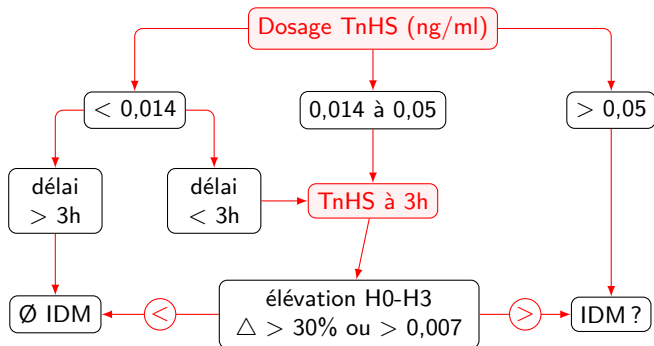 Dosage TnHS (ng/ml)
< 0,014
0,014 à 0,05
> 0,05
délai
> 3h
délai
< 3h
TnHS à 3h
Ø IDM
<
élévation H0-H3
△ > 30% ou > 0,007
>
IDM ?